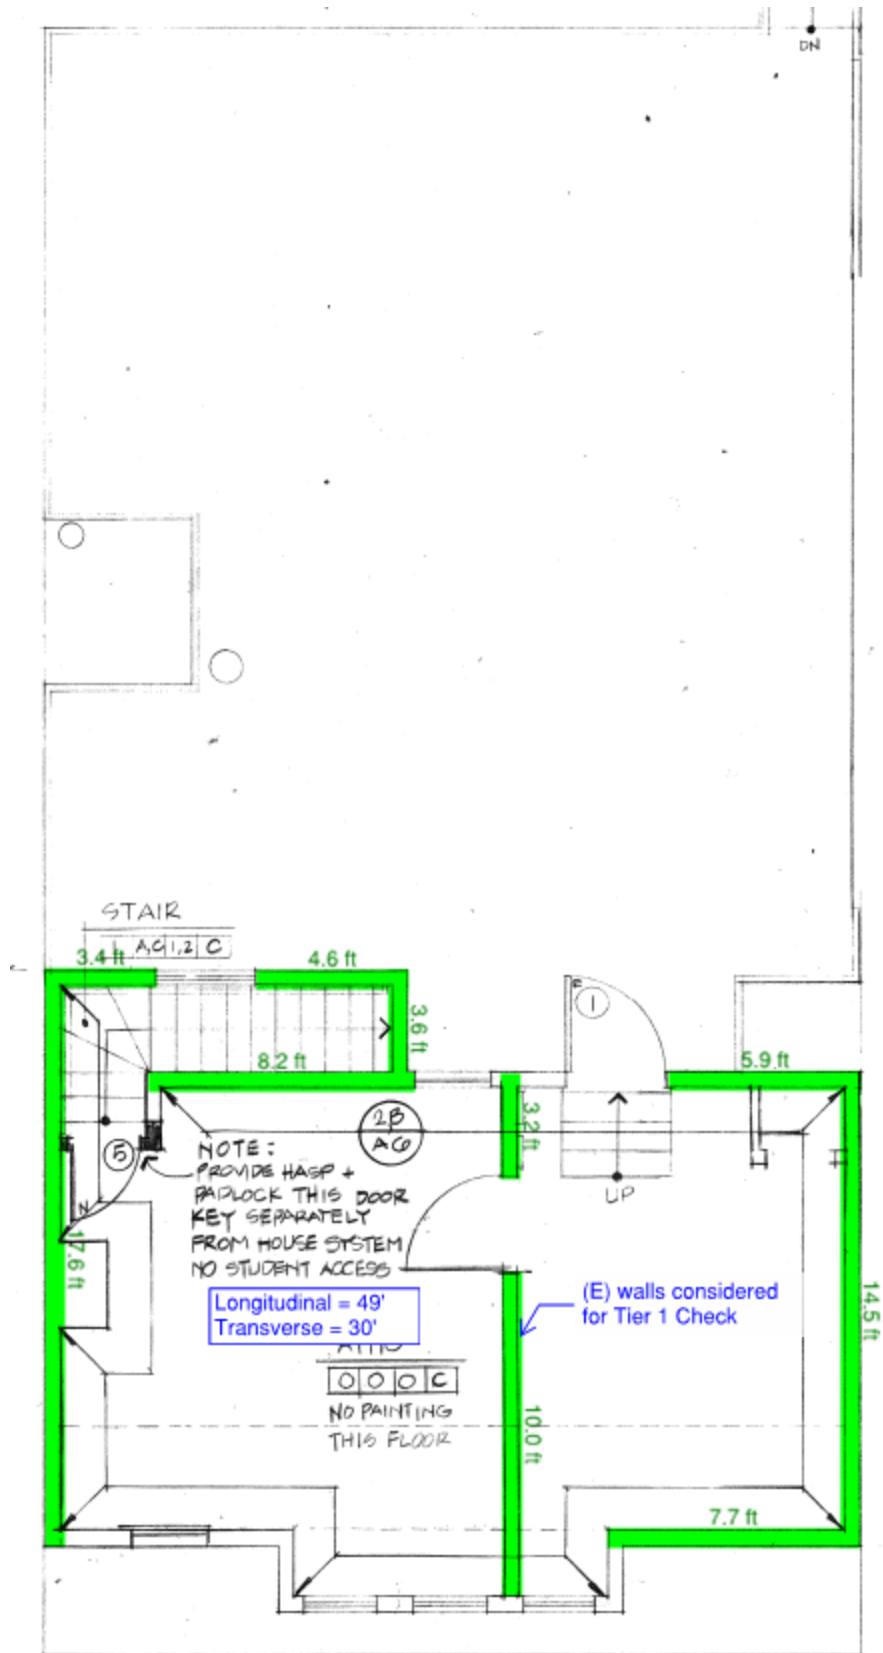 DN
STAIR
1 A,C 1,2 C
3.4 ft
4.6 ft
3.6 ft
8.2 ft
1
5.9 ft
3.2 ft
2B
A6
5
NOTE:
PROVIDE HASP +
PADLOCK THIS DOOR
KEY SEPARATELY
FROM HOUSE SYSTEM
NO STUDENT ACCESS
UP
17.6 ft
Longitudinal = 49'
Transverse = 30'
(E) walls considered
for Tier 1 Check
14.5 ft
ATTIC
O O O C
NO PAINTING
THIS FLOOR
10.0 ft
7.7 ft